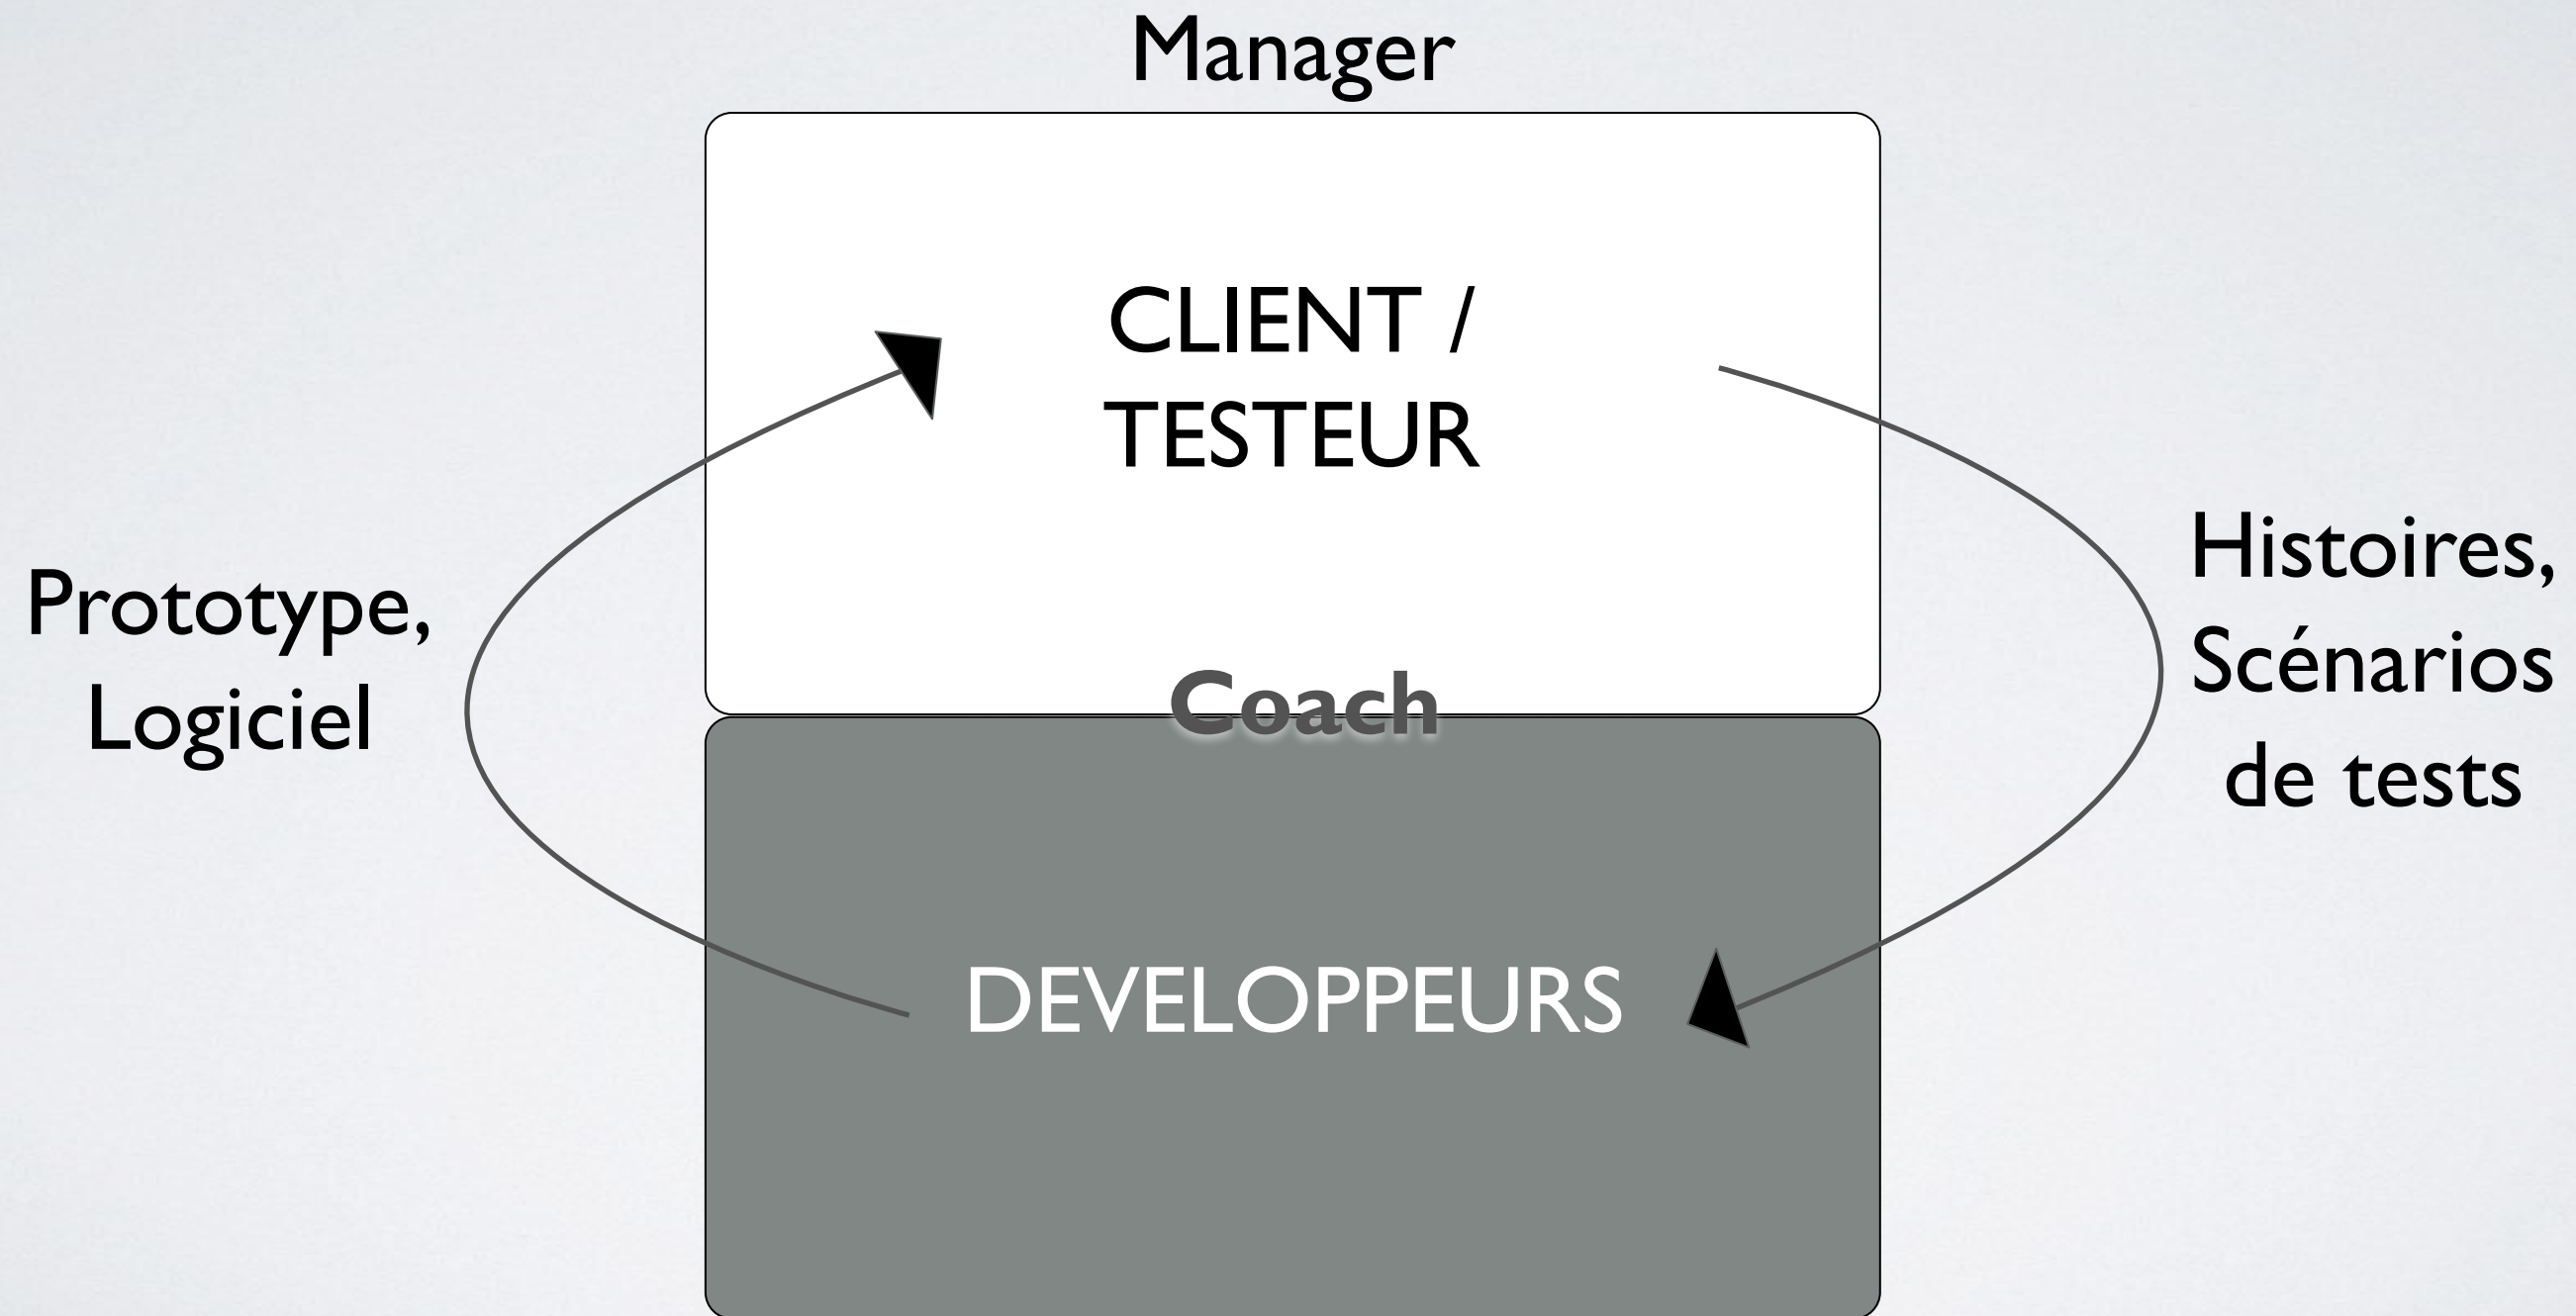 Manager
CLIENT /
TESTEUR
Prototype,
Logiciel
Histoires,
Scénarios
de tests
Coach
DEVELOPPEURS